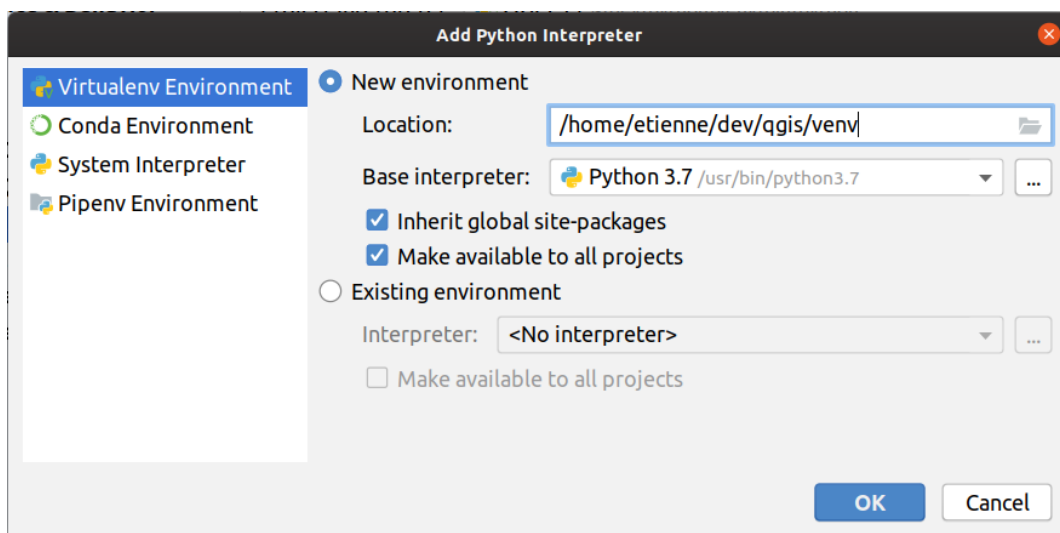 Add Python Interpreter
Virtualenv Environment
Conda Environment
System Interpreter
Pipenv Environment
New environment
Location: /home/etienne/dev/qgis/venv
Base interpreter: Python 3.7 /usr/bin/python3.7 ...
Inherit global site-packages
Make available to all projects
Existing environment
Interpreter: <No interpreter> ...
Make available to all projects
OK Cancel